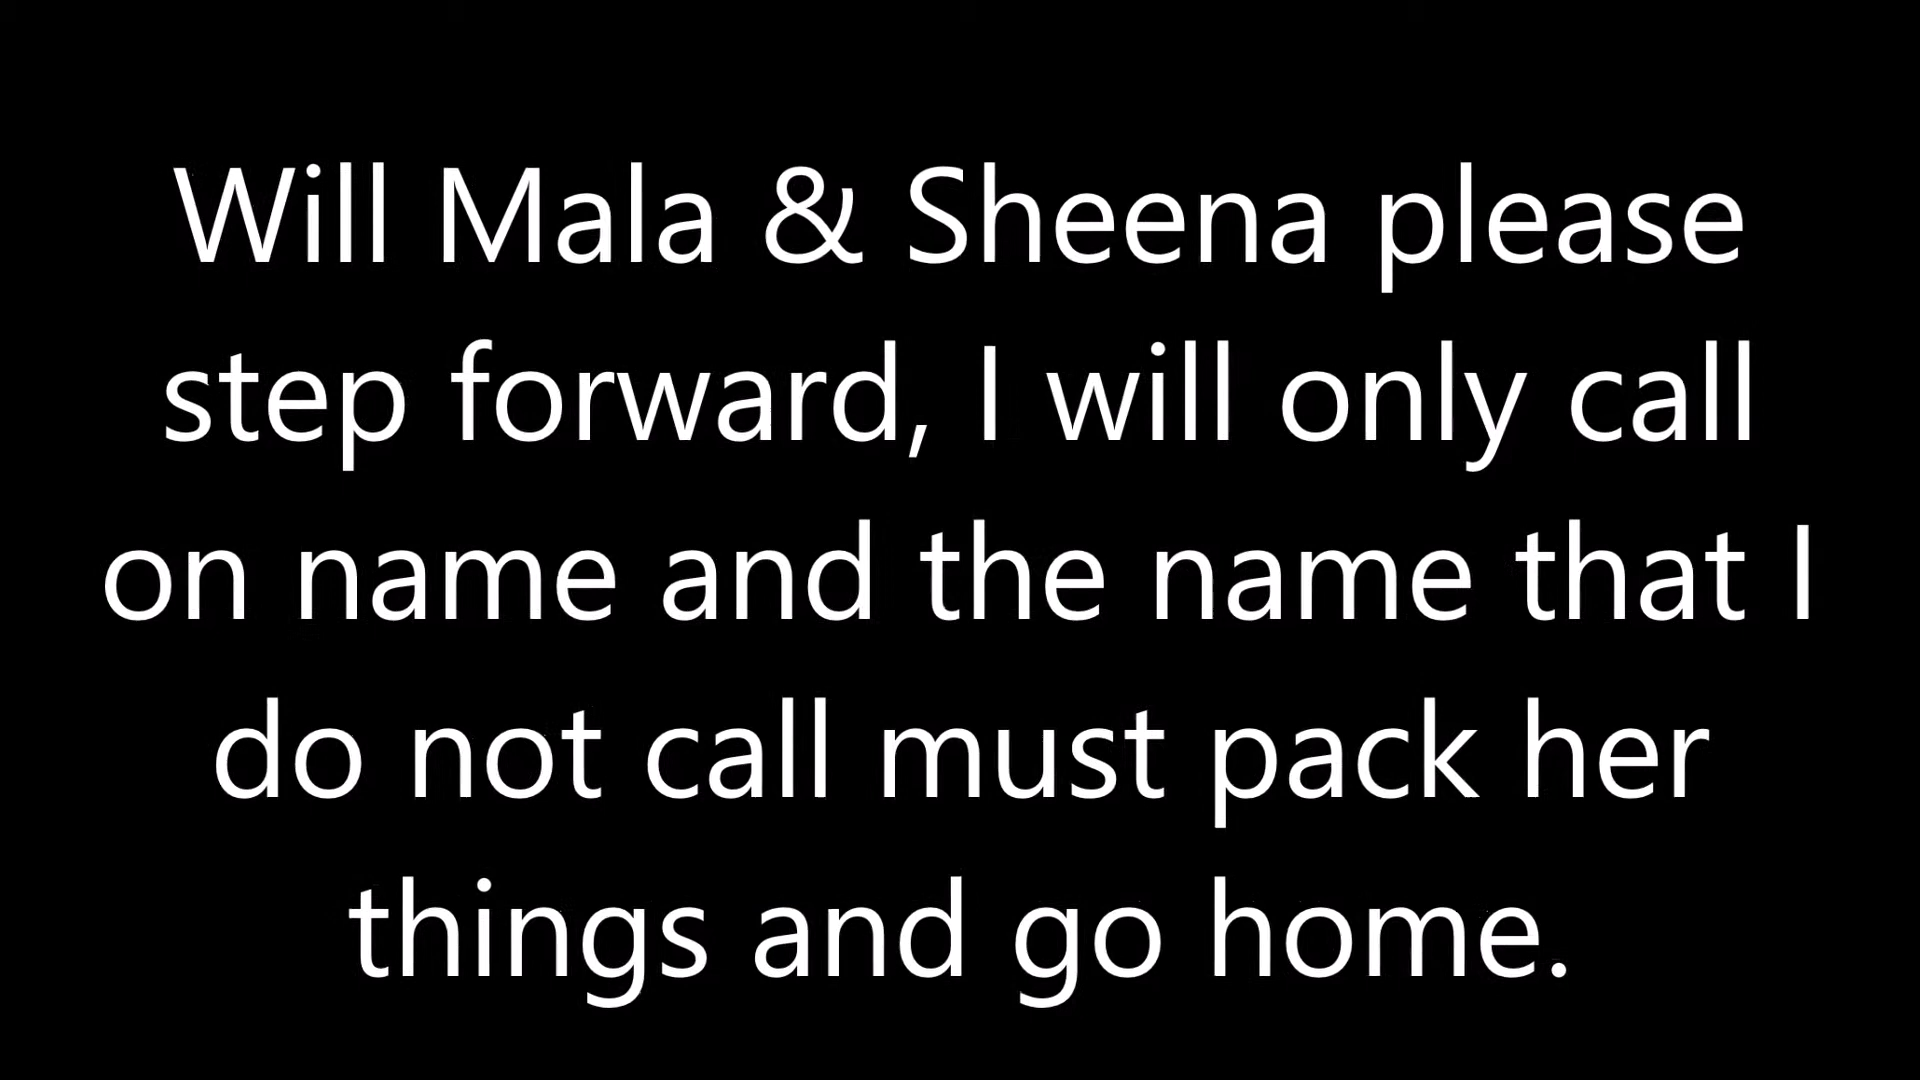 Will Mala & Sheena please
step forward, I will only call
on name and the name that I
do not call must pack her
things and go home.